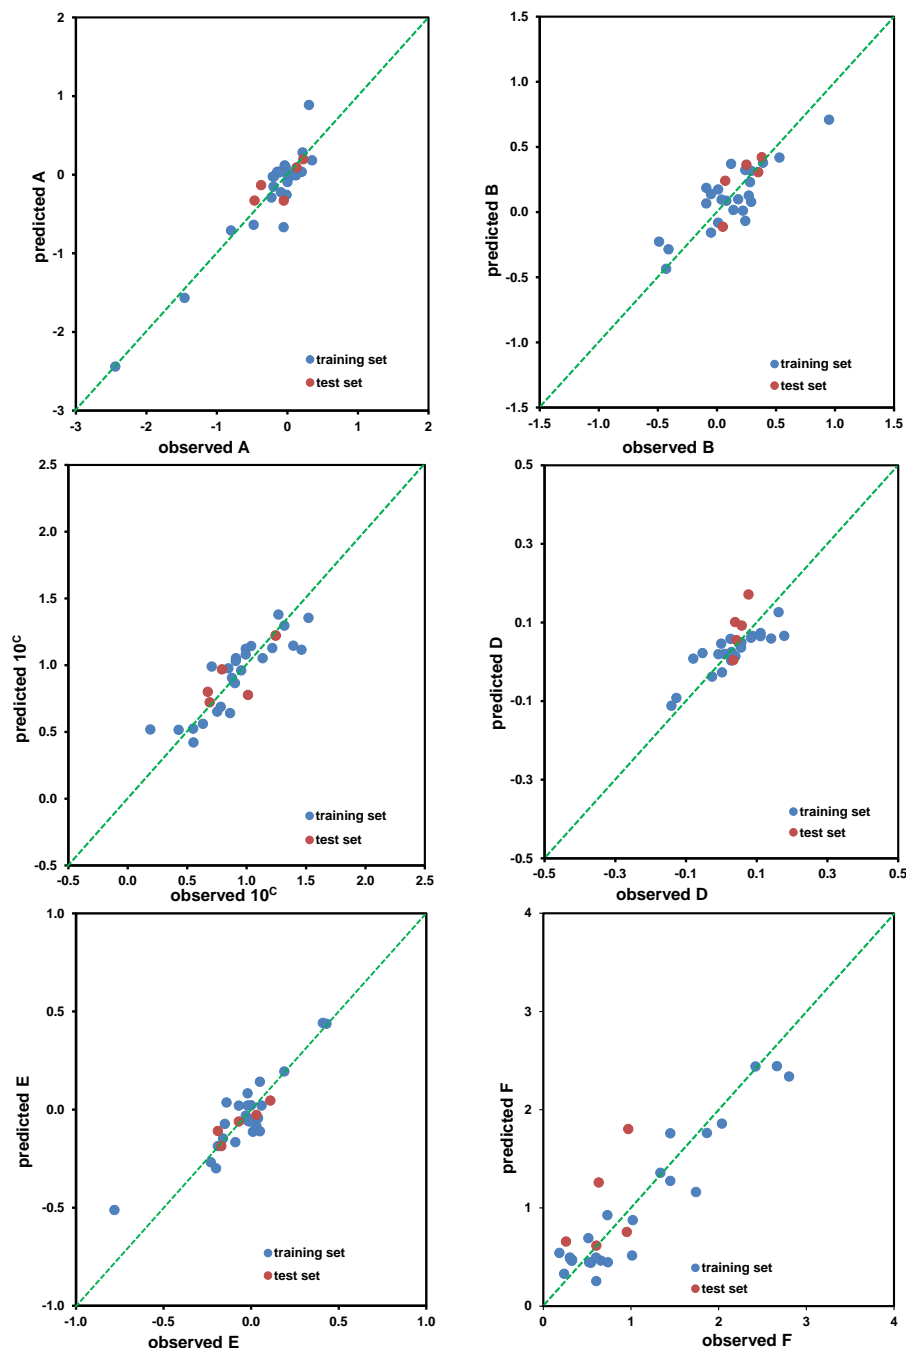 2
1
0
-1
-2
-3
-3 -2 -1 0 1 2
predicted A
observed A
training set
test set
1.5
1.0
0.5
0.0
-0.5
-1.0
-1.5
-1.5 -1.0 -0.5 0.0 0.5 1.0 1.5
predicted B
observed B
training set
test set
2.5
2.0
1.5
1.0
0.5
0.0
-0.5
-0.5 0.0 0.5 1.0 1.5 2.0 2.5
predicted 10^C
observed 10^C
training set
test set
0.5
0.3
0.1
-0.1
-0.3
-0.5
-0.5 -0.3 -0.1 0.1 0.3 0.5
predicted D
observed D
training set
test set
1.0
0.5
0.0
-0.5
-1.0
-1.0 -0.5 0.0 0.5 1.0
predicted E
observed E
training set
test set
4
3
2
1
0
0 1 2 3 4
predicted F
observed F
training set
test set